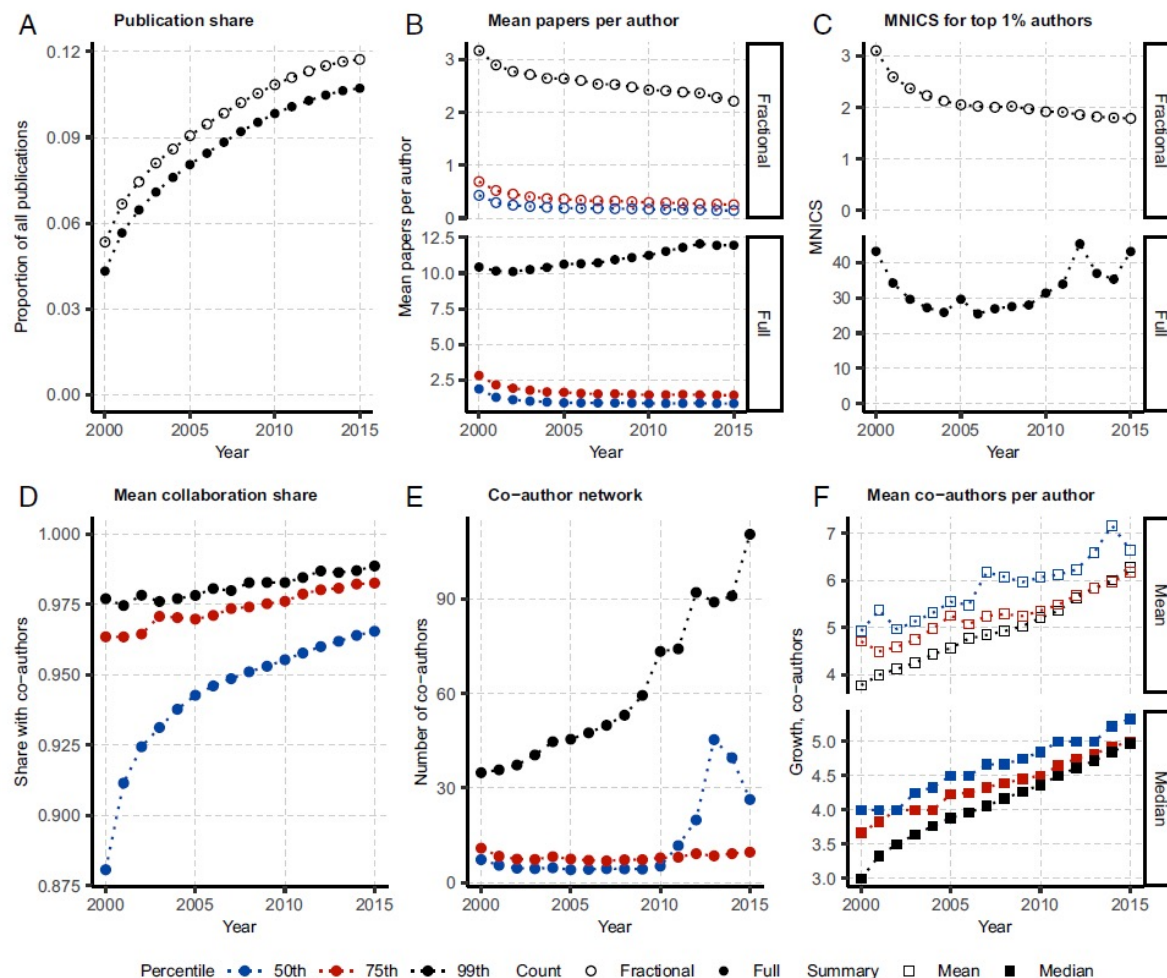 A Publication share
0.12
0.09
0.06
0.03
0.00
Proportion of all publications
2000 2005 2010 2015
Year
B Mean papers per author
3
2
1
0
Fractional
12.5
10.0
7.5
5.0
2.5
Full
Mean papers per author
2000 2005 2010 2015
Year
C MNICS for top 1% authors
3
2
1
0
Fractional
40
30
20
10
0
Full
MNICS
2000 2005 2010 2015
Year
D Mean collaboration share
1.000
0.975
0.950
0.925
0.900
0.875
Share with co-authors
2000 2005 2010 2015
Year
E Co-author network
90
60
30
0
Number of co-authors
2000 2005 2010 2015
Year
F Mean co-authors per author
7
6
5
4
Mean
5.0
4.5
4.0
3.5
3.0
Median
Growth, co-authors
2000 2005 2010 2015
Year
Percentile 50th 75th 99th Count Fractional Full Summary Mean Median